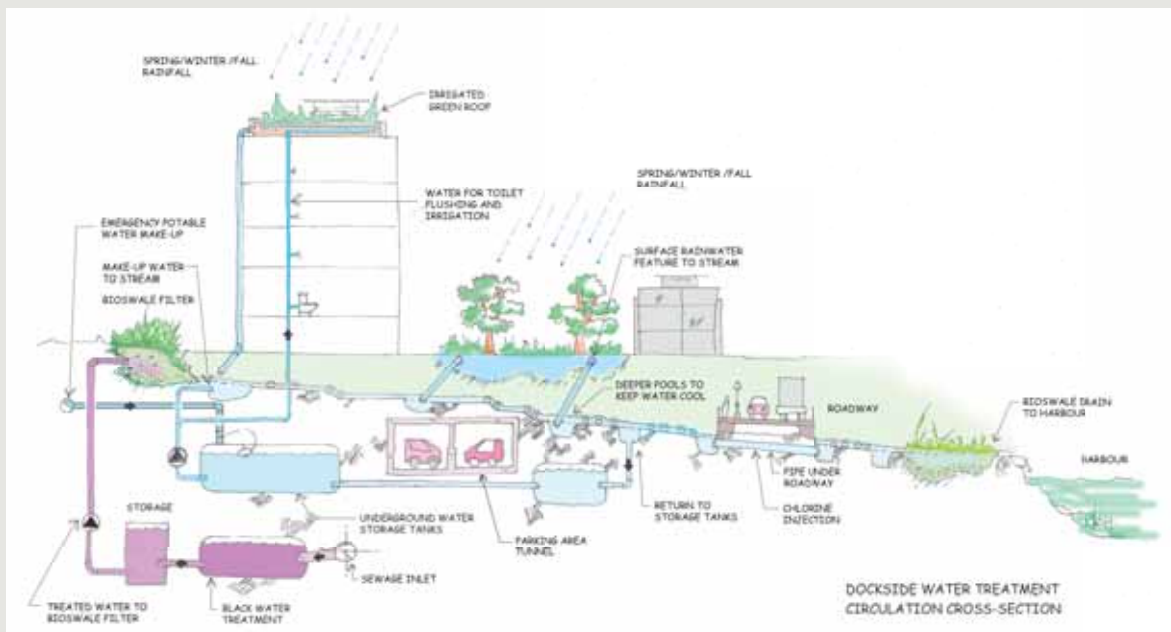 SPRING/WINTER /FALL
RAINFALL
IRRIGATED
GREEN ROOF
SPRING/WINTER /FALL
RAINFALL
WATER FOR TOILET
FLUSHING AND
IRRIGATION
EMERGENCY POTABLE
WATER MAKE-UP
MAKE-UP WATER
TO STREAM
BIOSWALE FILTER
SURFACE RAINWATER
FEATURE TO STREAM
DEEPER POOLS TO
KEEP WATER COOL
ROADWAY
BIOSWALE DRAIN
TO HARBOUR
HARBOUR
PIPE UNDER
ROADWAY
CHLORINE
INJECTION
RETURN TO
STORAGE TANKS
STORAGE
UNDERGROUND WATER
STORAGE TANKS
PARKING AREA
TUNNEL
SEWAGE INLET
TREATED WATER TO
BIOSWALE FILTER
BLACK WATER
TREATMENT
DOCKSIDE WATER TREATMENT
CIRCULATION CROSS-SECTION